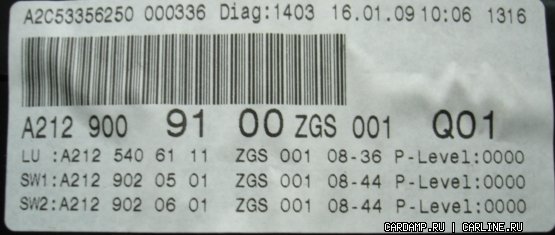 A2C53356250 000336 Diag:1403 16.01.09 10:06 1316
A212 900 91 00 ZGS 001 Q01
LU :A212 540 61 11 ZGS 001 08-36 P-Level:0000
SW1:A212 902 05 01 ZGS 001 08-44 P-Level:0000
SW2:A212 902 06 01 ZGS 001 08-44 P-Level:0000
CARDAMP.RU | CARLINE.RU